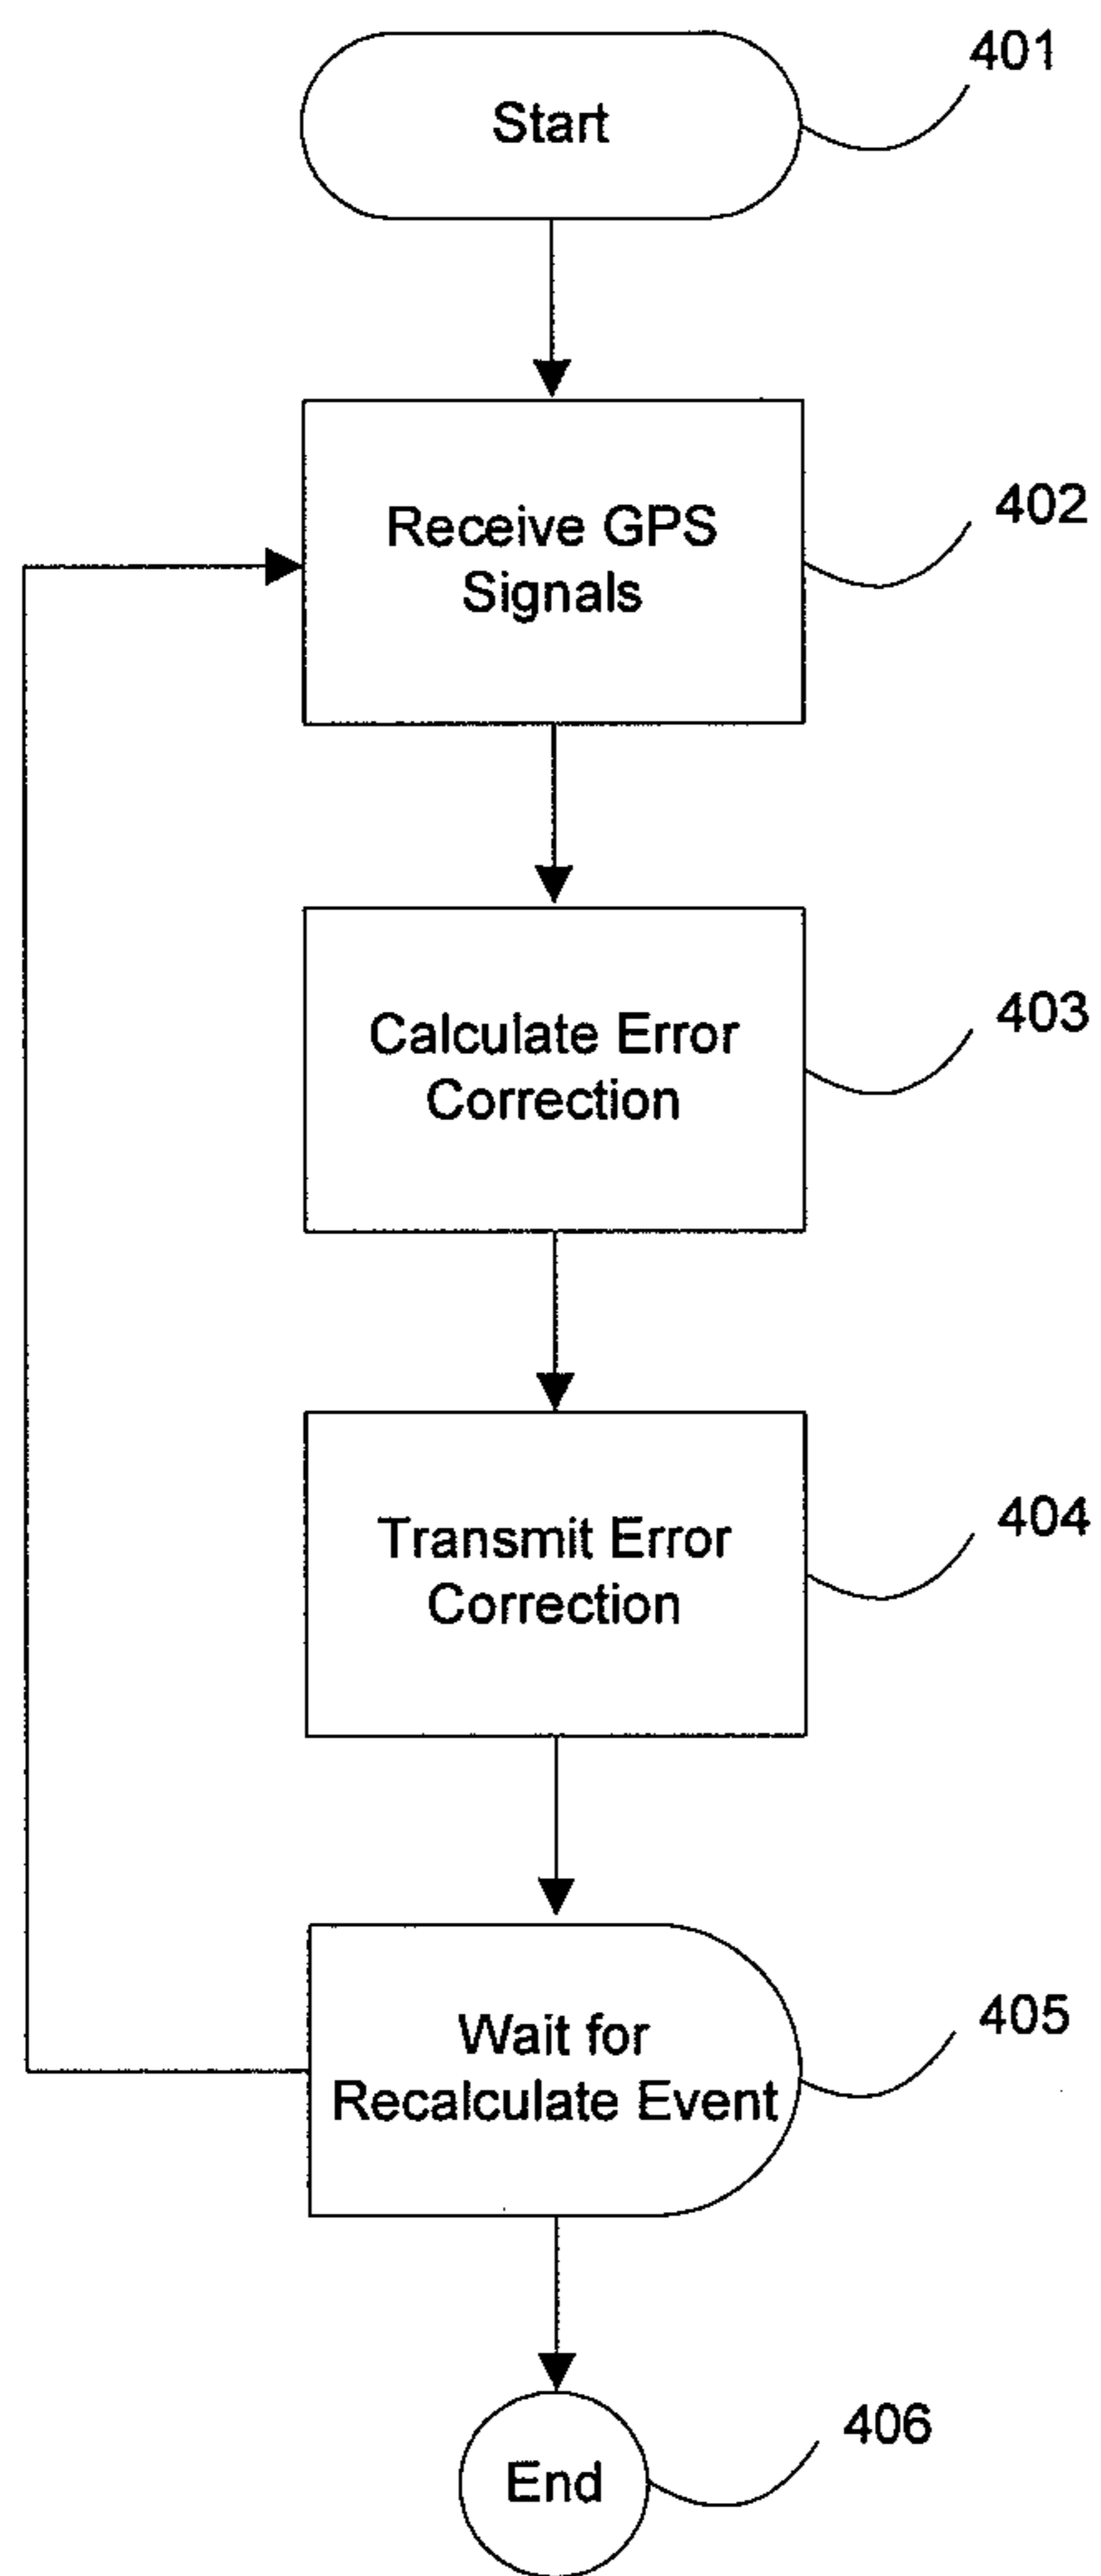 401
Start
402
Receive GPS
Signals
403
Calculate Error
Correction
404
Transmit Error
Correction
405
Wait for
Recalculate Event
406
End